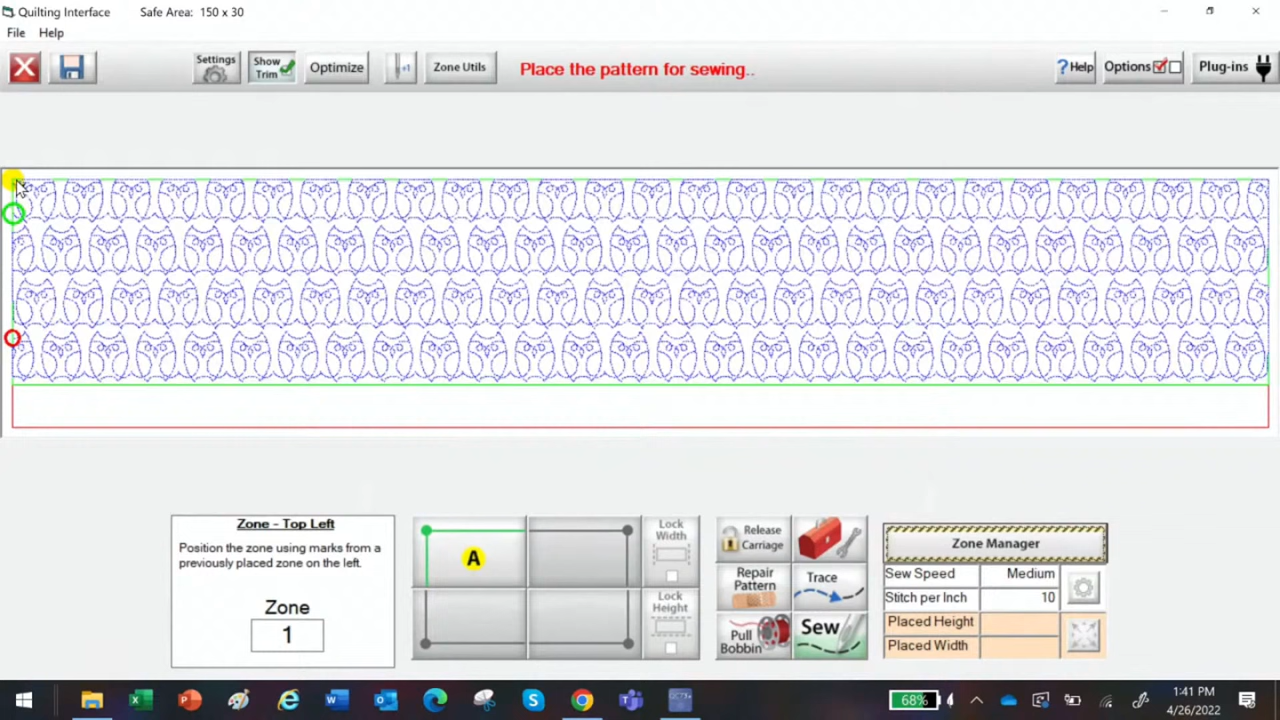 Quilting Interface Safe Area: 150 x 30
File Help
Settings
Show
Trim
Optimize
+1
Zone Utils
Place the pattern for sewing..
?Help
Options
Plug-ins
Zone - Top Left
Position the zone using marks from a
previously placed zone on the left.
Zone
1
A
Lock
Width
Lock
Height
Release
Carriage
Repair
Pattern
Trace
Pull
Bobbin
Sew
Zone Manager
Sew Speed Medium
Stitch per Inch 10
Placed Height
Placed Width
68%
1:41 PM
4/26/2022